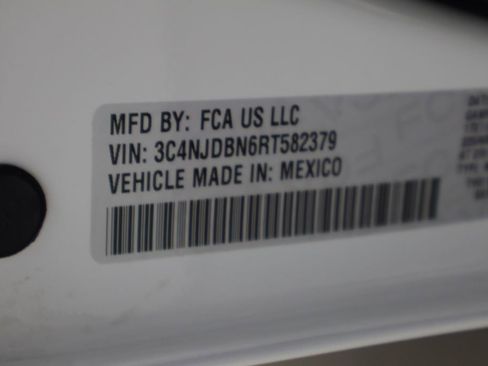 MFD BY: FCA US LLC
VIN: 3C4NJDBN6RT582379
VEHICLE MADE IN: MEXICO